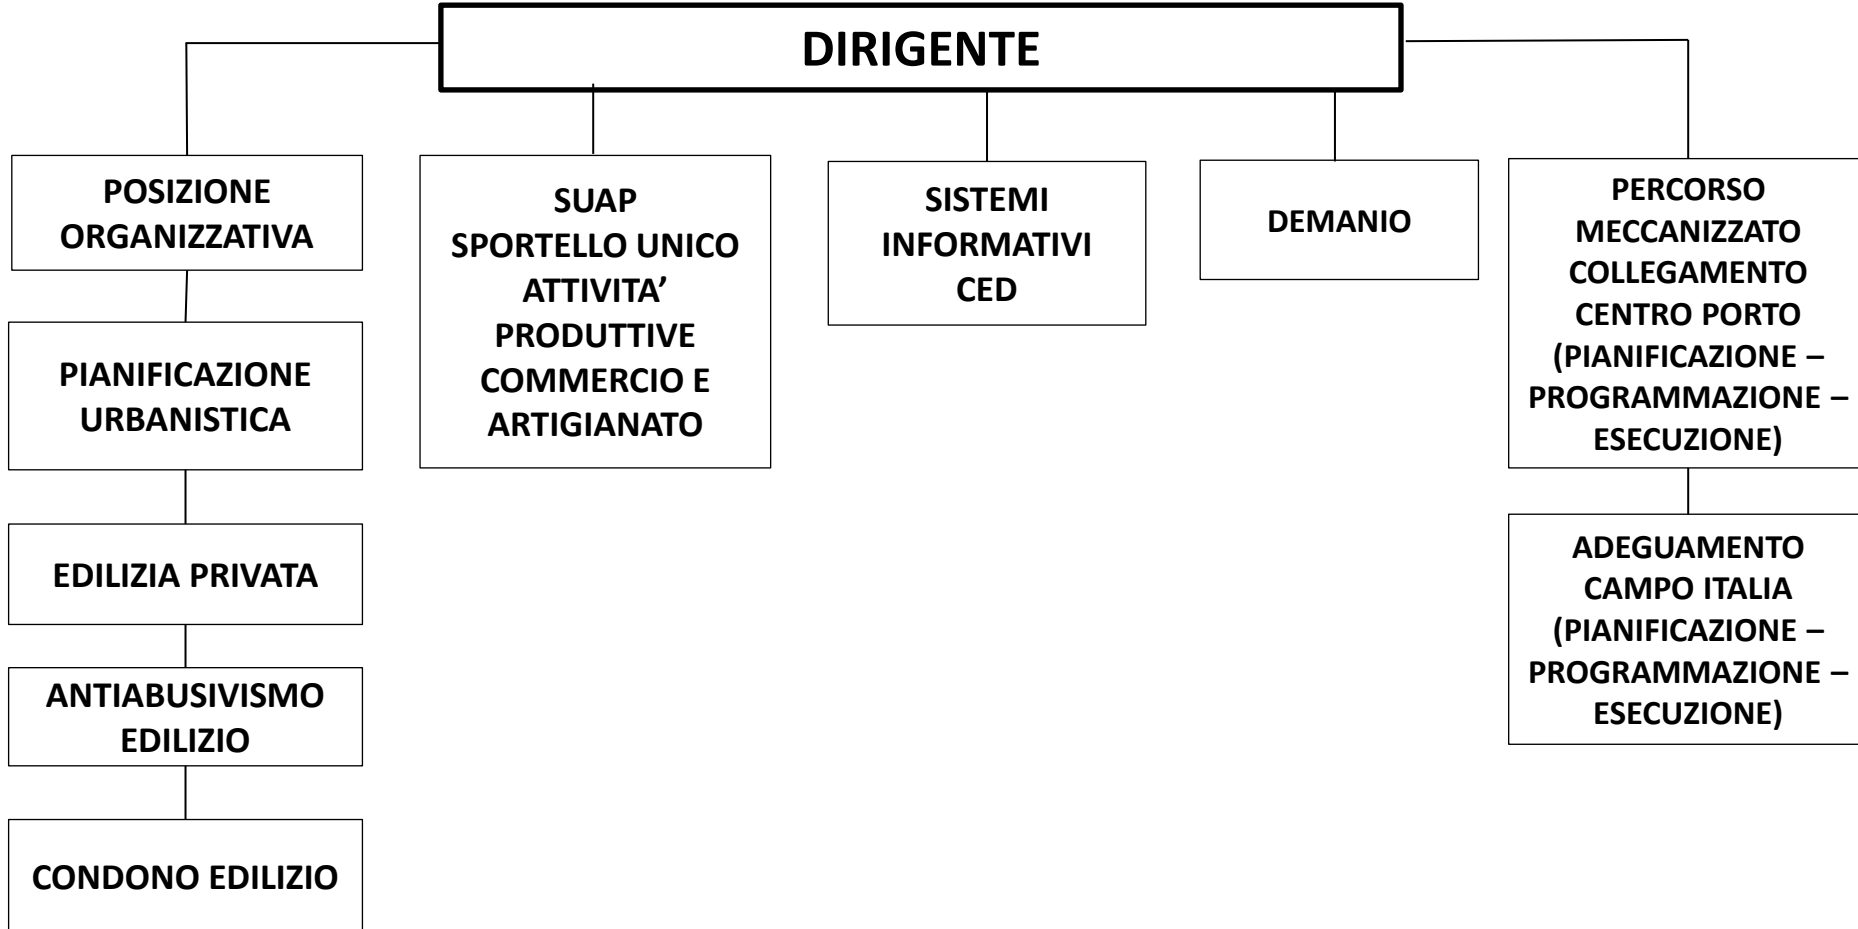 DIRIGENTE
POSIZIONE
ORGANIZZATIVA
PIANIFICAZIONE
URBANISTICA
EDILIZIA PRIVATA
ANTIABUSIVISMO
EDILIZIO
CONDONO EDILIZIO
SUAP
SPORTELLO UNICO
ATTIVITA’
PRODUTTIVE
COMMERCIO E
ARTIGIANATO
SISTEMI
INFORMATIVI
CED
DEMANIO
PERCORSO
MECCANIZZATO
COLLEGAMENTO
CENTRO PORTO
(PIANIFICAZIONE –
PROGRAMMAZIONE –
ESECUZIONE)
ADEGUAMENTO
CAMPO ITALIA
(PIANIFICAZIONE –
PROGRAMMAZIONE –
ESECUZIONE)